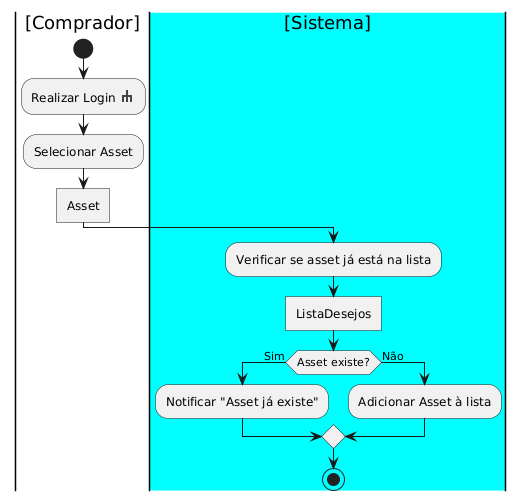 [Comprador]
[Sistema]
Realizar Login
Selecionar Asset
Asset
Verificar se asset já está na lista
ListaDesejos
Asset existe?
Sim
Não
Notificar "Asset já existe"
Adicionar Asset à lista